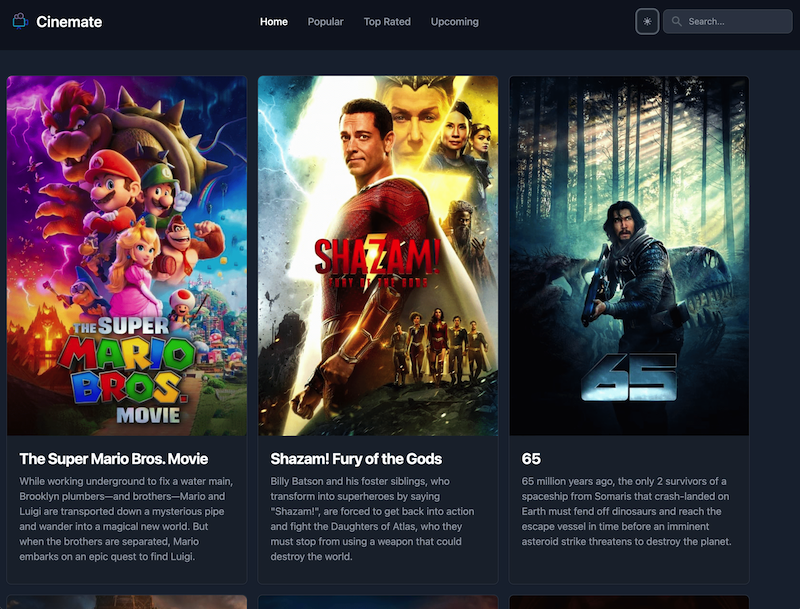 Cinemate
Home
Popular
Top Rated
Upcoming
Search...
THE SUPER
MARIO
BROS.
MOVIE
SHAZAM!
FURY OF THE GODS
65
The Super Mario Bros. Movie
While working underground to fix a water main,
Brooklyn plumbers—and brothers—Mario and
Luigi are transported down a mysterious pipe
and wander into a magical new world. But
when the brothers are separated, Mario
embarks on an epic quest to find Luigi.
Shazam! Fury of the Gods
Billy Batson and his foster siblings, who
transform into superheroes by saying
"Shazam!", are forced to get back into action
and fight the Daughters of Atlas, who they
must stop from using a weapon that could
destroy the world.
65
65 million years ago, the only 2 survivors of a
spaceship from Somaris that crash-landed on
Earth must fend off dinosaurs and reach the
escape vessel in time before an imminent
asteroid strike threatens to destroy the planet.